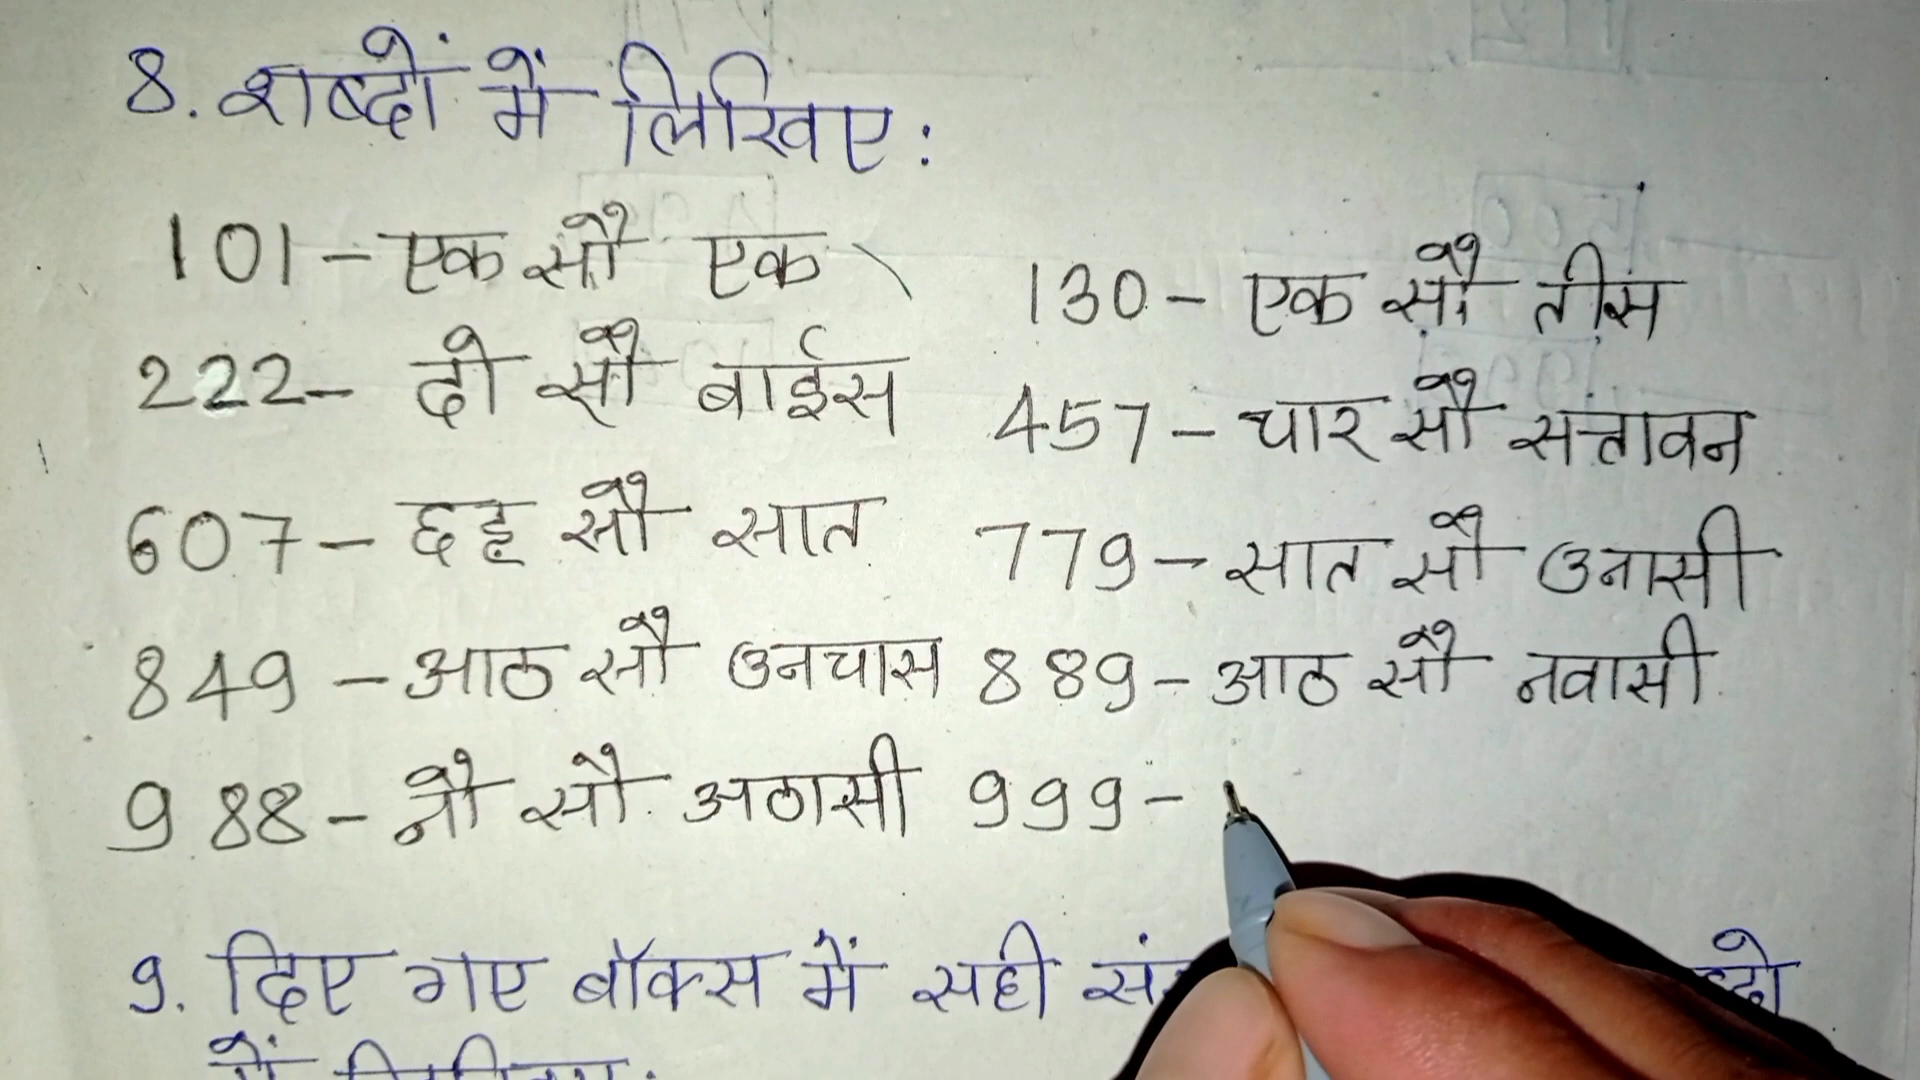 8. शब्दों में लिखिए:
101 - एक सौ एक
130 - एक सौ तीस
222 - दो सौ बाईस
457 - चार सौ सत्तावन
607 - छह सौ सात
779 - सात सौ उनासी
849 - आठ सौ उनचास
889 - आठ सौ नवासी
988 - नौ सौ अठासी
999 -
9. दिए गए बॉक्स में सही
में